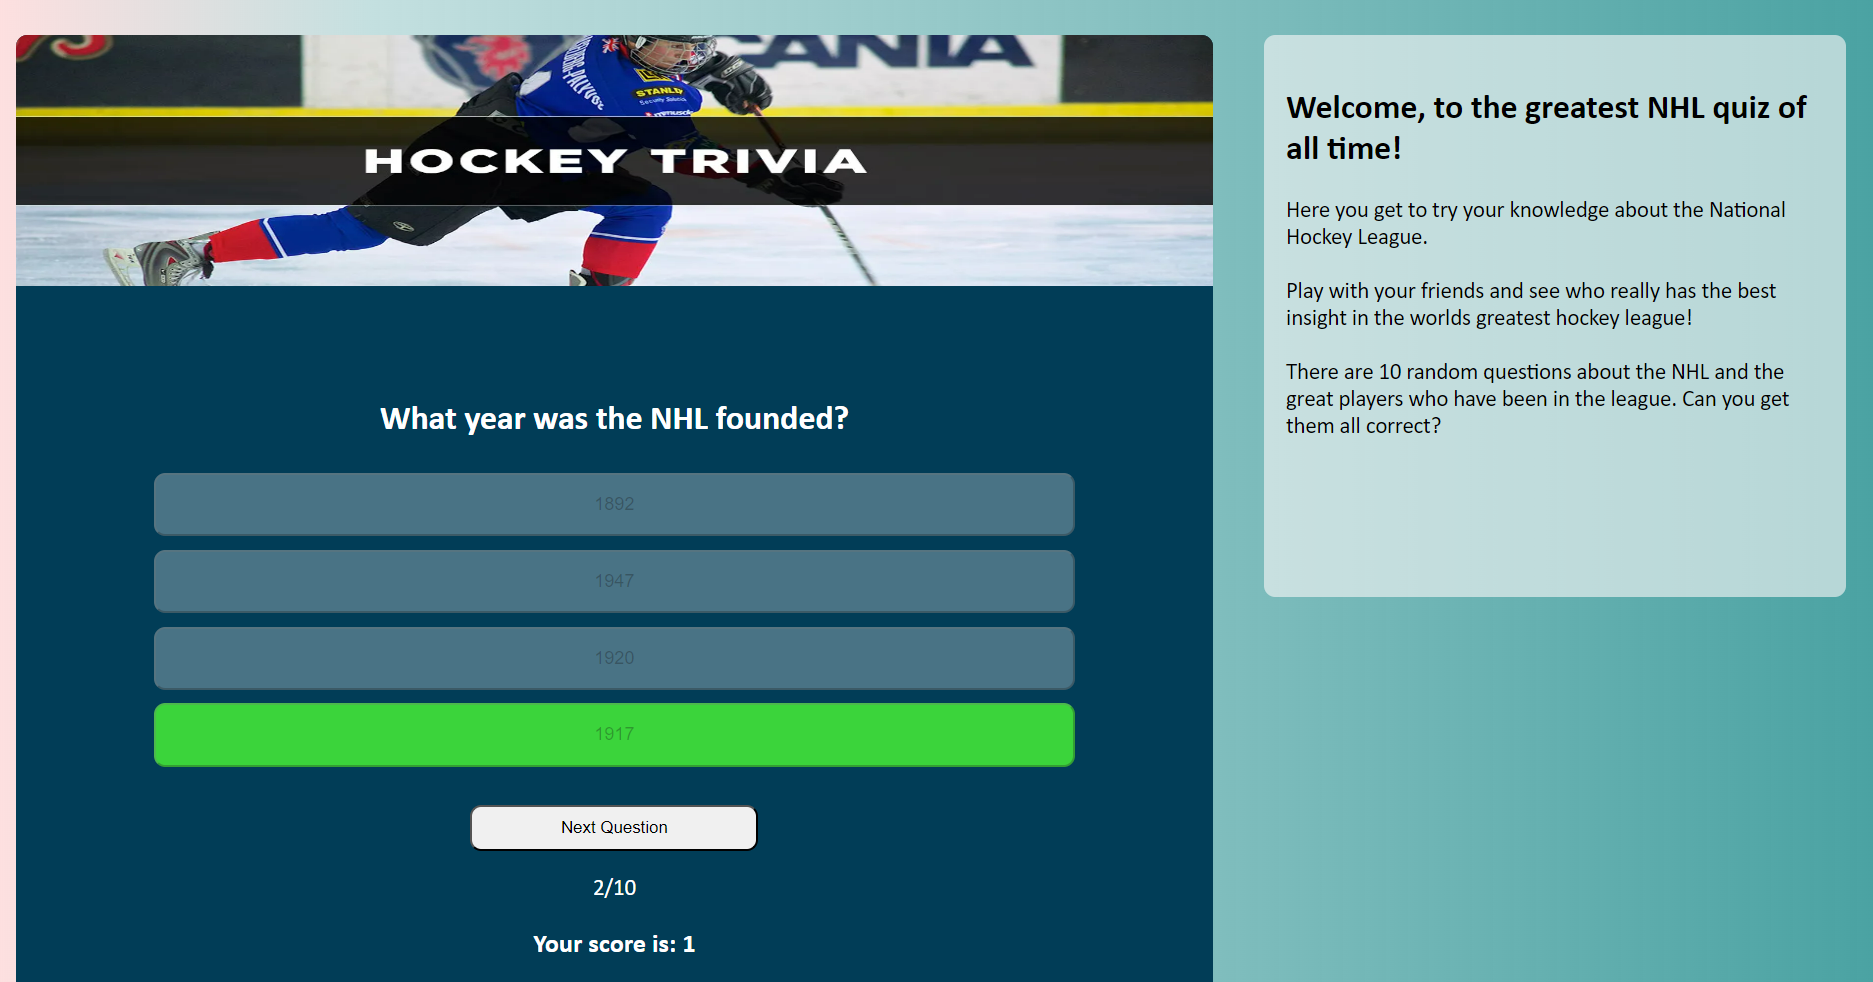 CANIA
STANLEY
Security Solutions
HOCKEY TRIVIA
What year was the NHL founded?
1892
1947
1920
1917
Next Question
2/10
Your score is: 1
Welcome, to the greatest NHL quiz of
all time!
Here you get to try your knowledge about the National
Hockey League.
Play with your friends and see who really has the best
insight in the worlds greatest hockey league!
There are 10 random questions about the NHL and the
great players who have been in the league. Can you get
them all correct?